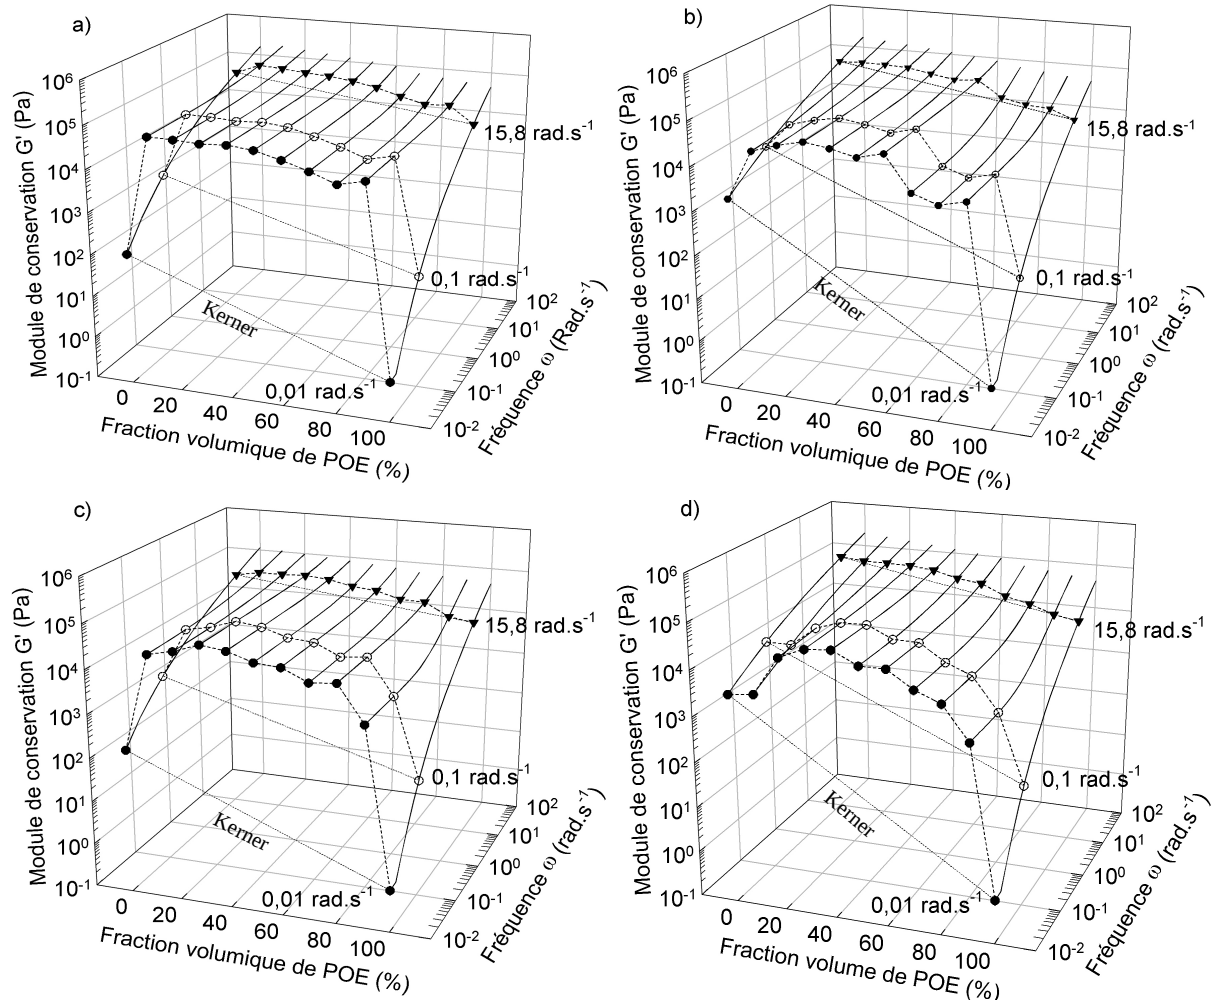 a)
Module de conservation G' (Pa)
10⁶
10⁵
10⁴
10³
10²
10¹
10⁰
10⁻¹
15,8 rad.s⁻¹
0,1 rad.s⁻¹
0,01 rad.s⁻¹
Kerner
0 20 40 60 80 100
Fraction volumique de POE (%)
10² 10¹ 10⁰ 10⁻¹ 10⁻²
Fréquence ω (Rad.s⁻¹)
b)
Module de conservation G' (Pa)
10⁶
10⁵
10⁴
10³
10²
10¹
10⁰
10⁻¹
15,8 rad.s⁻¹
0,1 rad.s⁻¹
0,01 rad.s⁻¹
Kerner
0 20 40 60 80 100
Fraction volumique de POE (%)
10² 10¹ 10⁰ 10⁻¹ 10⁻²
Fréquence ω (rad.s⁻¹)
c)
Module de conservation G' (Pa)
10⁶
10⁵
10⁴
10³
10²
10¹
10⁰
10⁻¹
15,8 rad.s⁻¹
0,1 rad.s⁻¹
0,01 rad.s⁻¹
Kerner
0 20 40 60 80 100
Fraction volumique de POE (%)
10² 10¹ 10⁰ 10⁻¹ 10⁻²
Fréquence ω (rad.s⁻¹)
d)
Module de conservation G' (Pa)
10⁶
10⁵
10⁴
10³
10²
10¹
10⁰
10⁻¹
15,8 rad.s⁻¹
0,1 rad.s⁻¹
0,01 rad.s⁻¹
Kerner
0 20 40 60 80 100
Fraction volume de POE (%)
10² 10¹ 10⁰ 10⁻¹ 10⁻²
Fréquence ω (rad.s⁻¹)